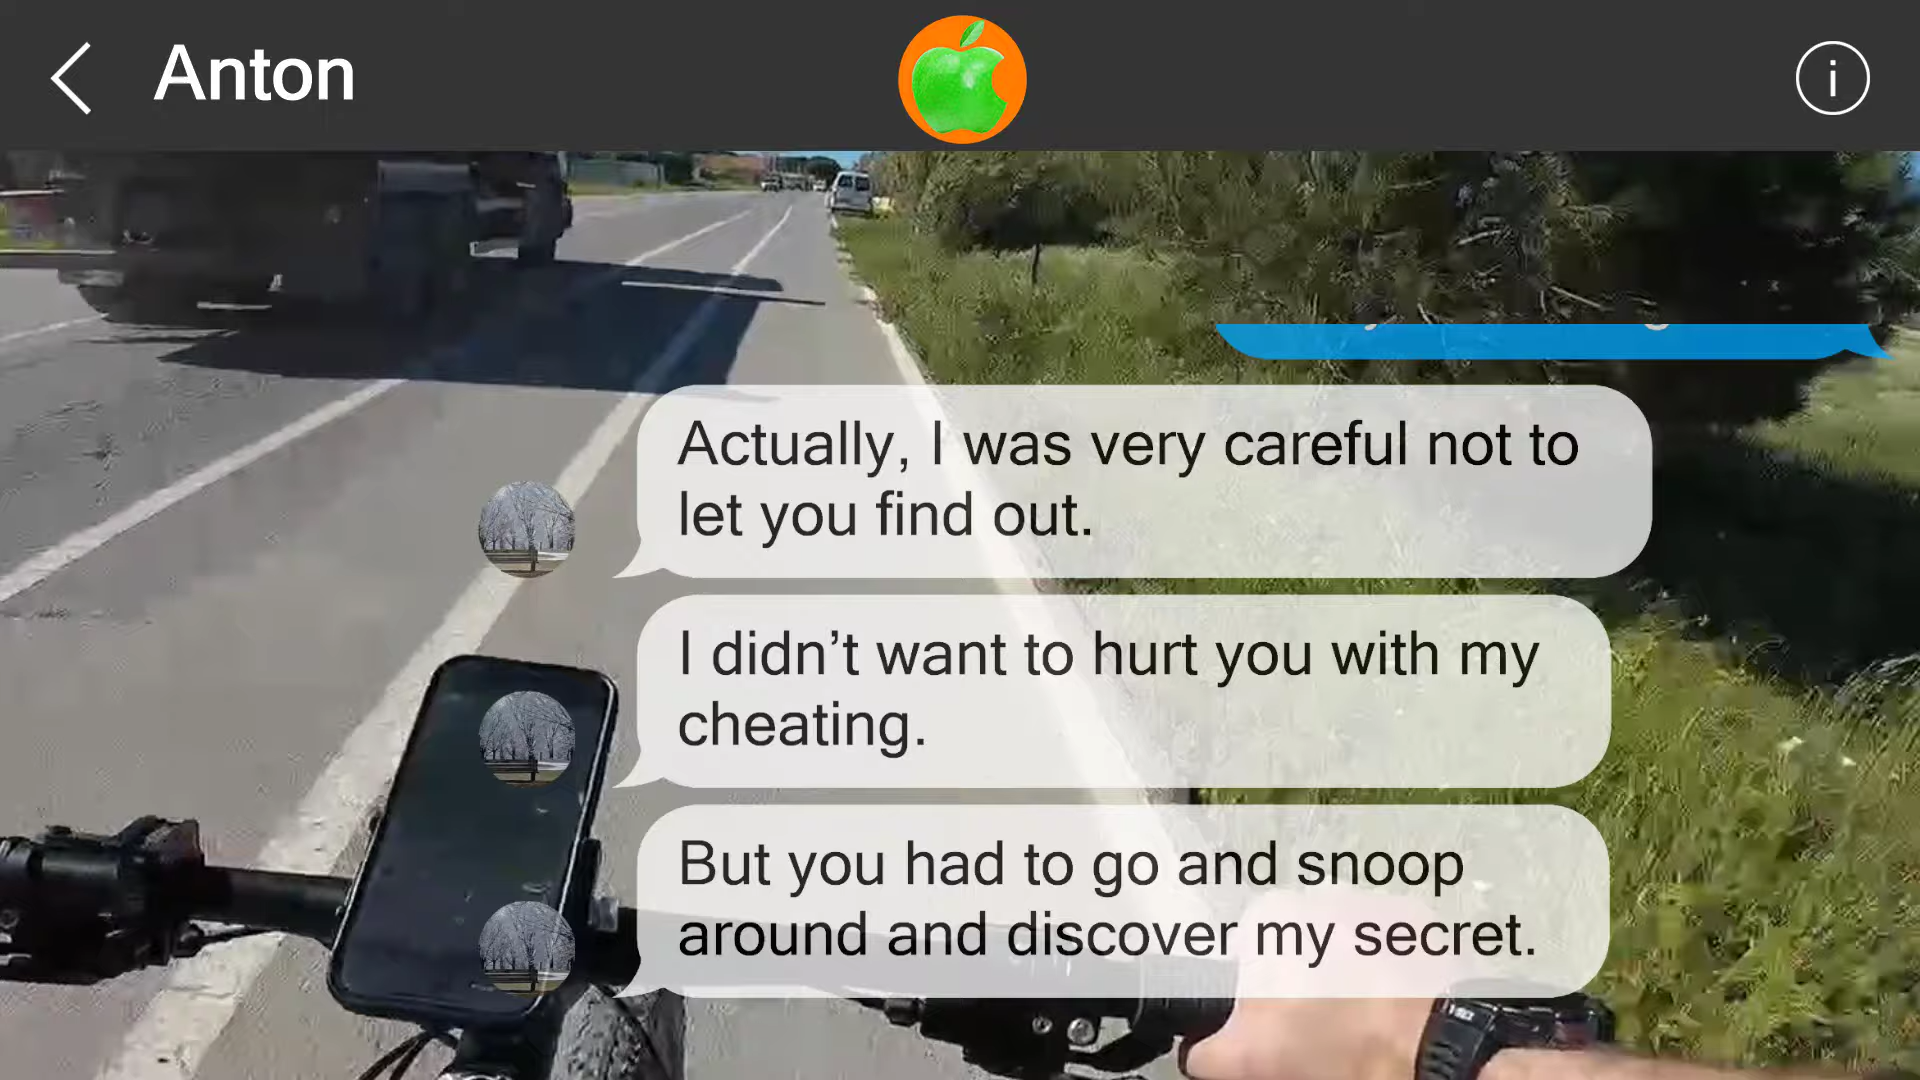 Anton
Actually, I was very careful not to
let you find out.
I didn’t want to hurt you with my
cheating.
But you had to go and snoop
around and discover my secret.